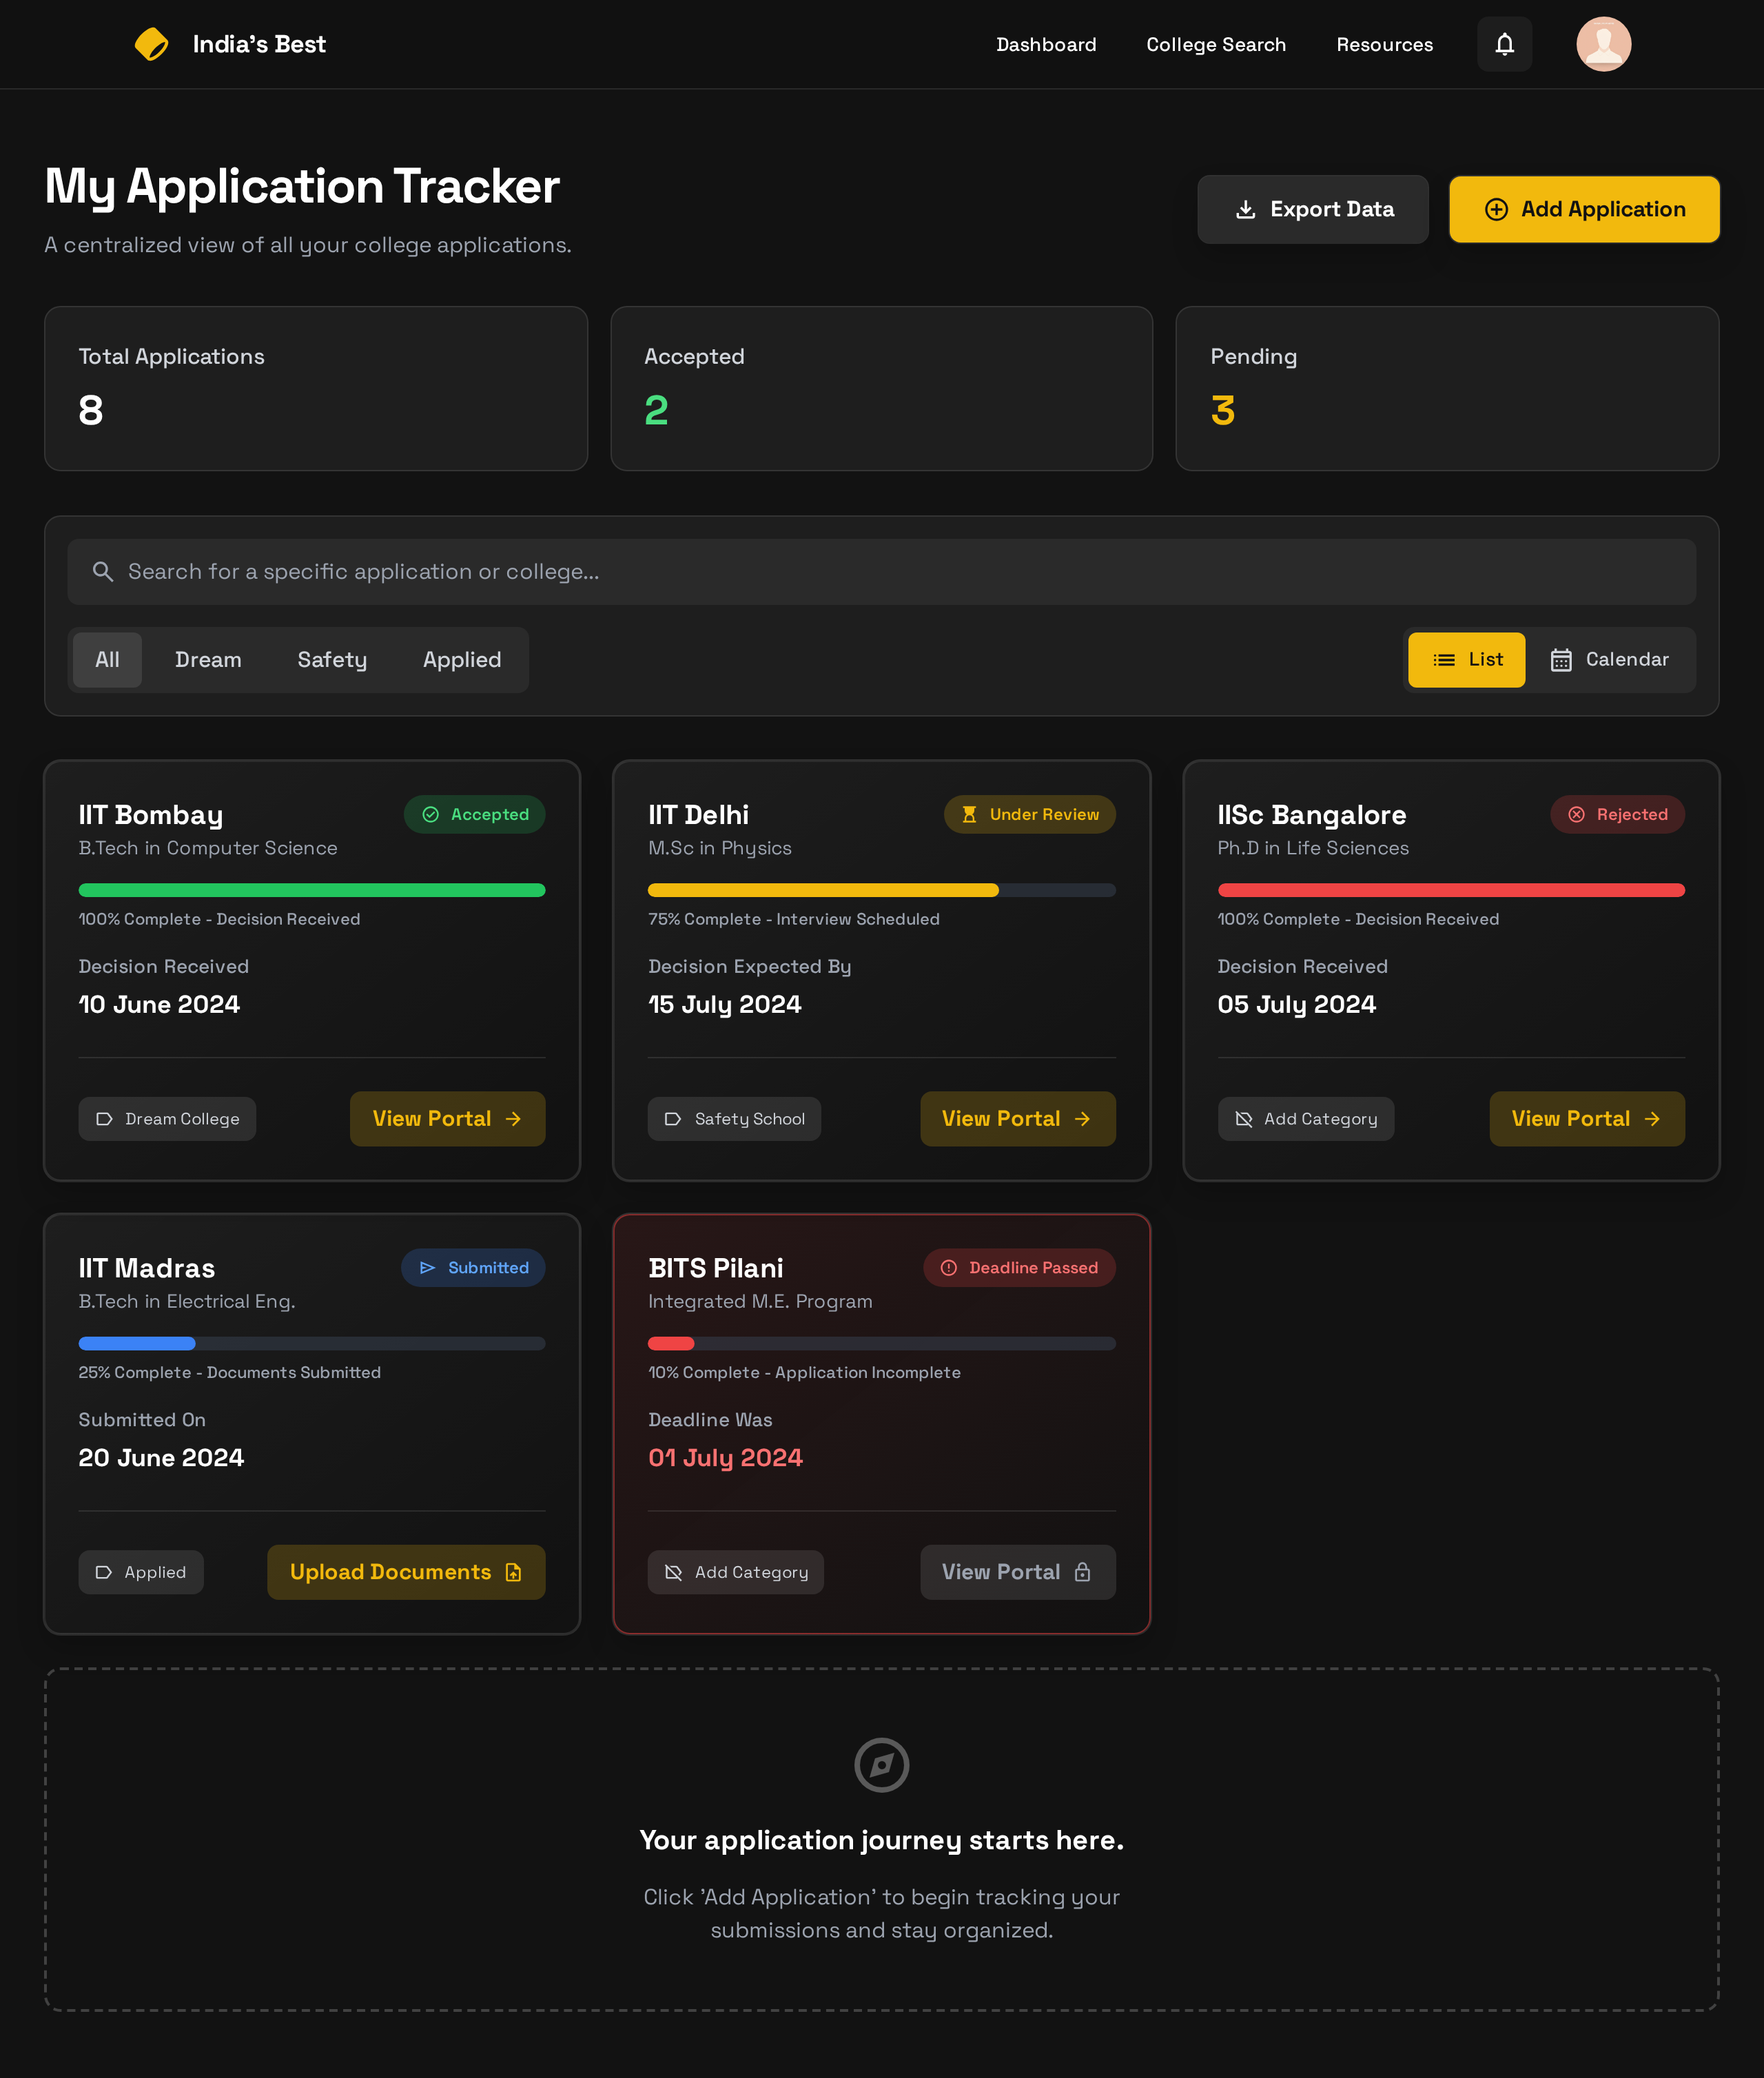 India's Best
Dashboard
College Search
Resources
My Application Tracker
A centralized view of all your college applications.
Export Data
Add Application
Total Applications
8
Accepted
2
Pending
3
Search for a specific application or college...
All
Dream
Safety
Applied
List
Calendar
IIT Bombay
Accepted
B.Tech in Computer Science
100% Complete - Decision Received
Decision Received
10 June 2024
Dream College
View Portal
IIT Delhi
Under Review
M.Sc in Physics
75% Complete - Interview Scheduled
Decision Expected By
15 July 2024
Safety School
View Portal
IISc Bangalore
Rejected
Ph.D in Life Sciences
100% Complete - Decision Received
Decision Received
05 July 2024
Add Category
View Portal
IIT Madras
Submitted
B.Tech in Electrical Eng.
25% Complete - Documents Submitted
Submitted On
20 June 2024
Applied
Upload Documents
BITS Pilani
Deadline Passed
Integrated M.E. Program
10% Complete - Application Incomplete
Deadline Was
01 July 2024
Add Category
View Portal
Your application journey starts here.
Click 'Add Application' to begin tracking your
submissions and stay organized.